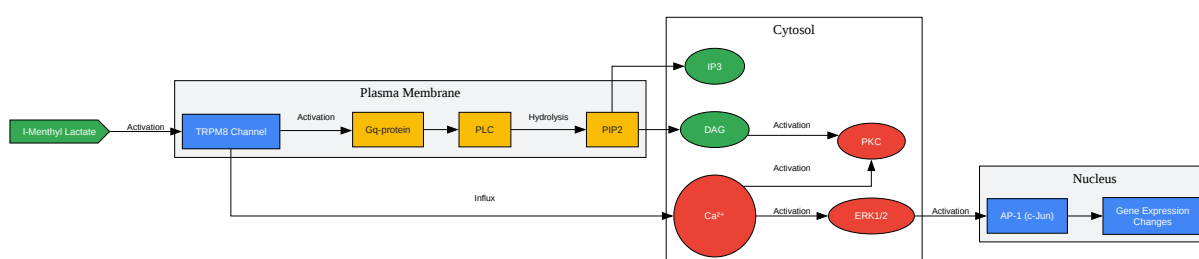 Cytosol
IP3
Plasma Membrane
l-Menthyl Lactate
Activation
TRPM8 Channel
Activation
Gq-protein
PLC
Hydrolysis
PIP2
DAG
Activation
PKC
Activation
Influx
Ca²⁺
Activation
ERK1/2
Activation
Nucleus
AP-1 (c-Jun)
Gene Expression
Changes